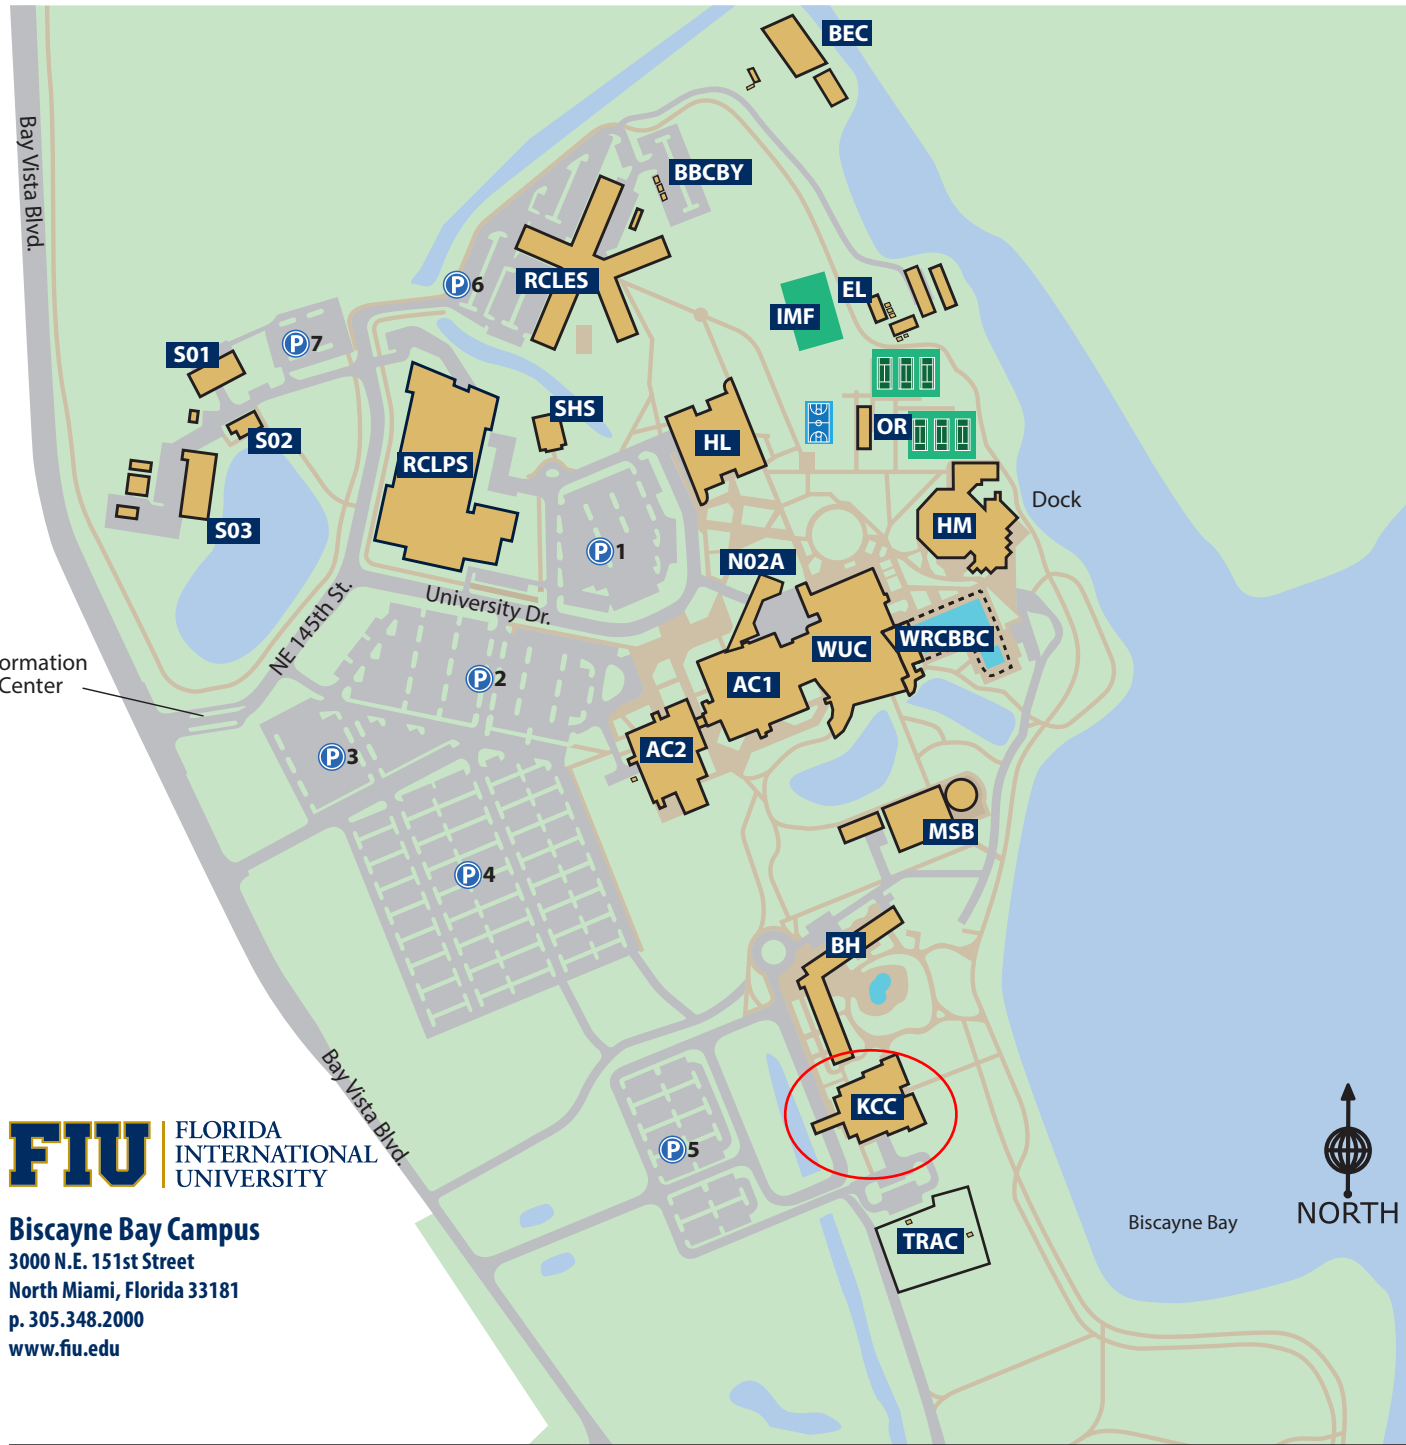 BEC
Bay Vista Blvd.
BBCBY
RCLES
P6
EL
IMF
P7
S01
SHS
S02
HL
OR
RCLPS
Dock
S03
HM
P1
N02A
University Dr.
NE 145th St.
WRCBBC
WUC
ormation
Center
P2
AC1
AC2
P3
MSB
P4
BH
Bay Vista Blvd.
KCC
P5
FIU
FLORIDA
INTERNATIONAL
UNIVERSITY
TRAC
Biscayne Bay
NORTH
Biscayne Bay Campus
3000 N.E. 151st Street
North Miami, Florida 33181
p. 305.348.2000
www.fiu.edu